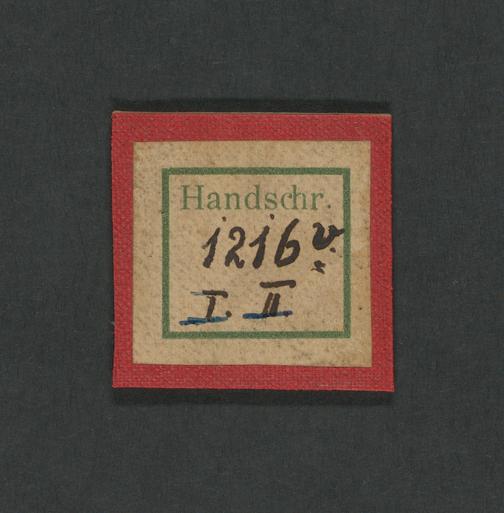 Handschr.
1216 v.
I. II